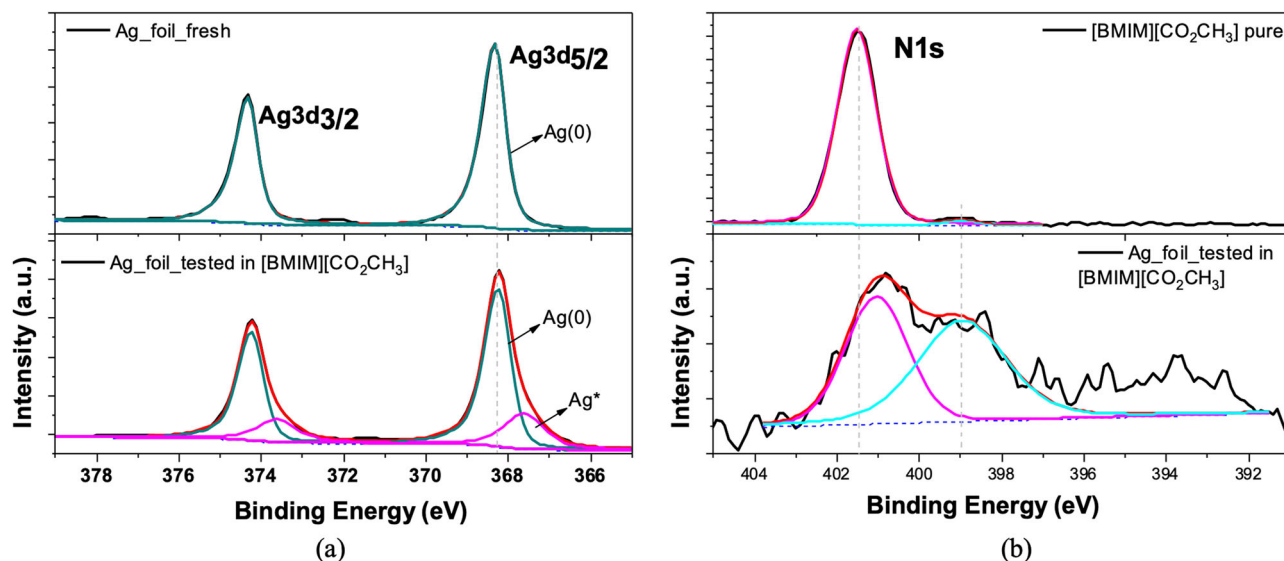 Ag_foil_fresh
Ag3d5/2
Ag3d3/2
Ag(0)
Ag_foil_tested in [BMIM][CO2CH3]
Ag(0)
Ag*
Intensity (a.u.)
378 376 374 372 370 368 366
Binding Energy (eV)
(a)
[BMIM][CO2CH3] pure
N1s
Ag_foil_tested in
[BMIM][CO2CH3]
Intensity (a.u.)
404 402 400 398 396 394 392
Binding Energy (eV)
(b)